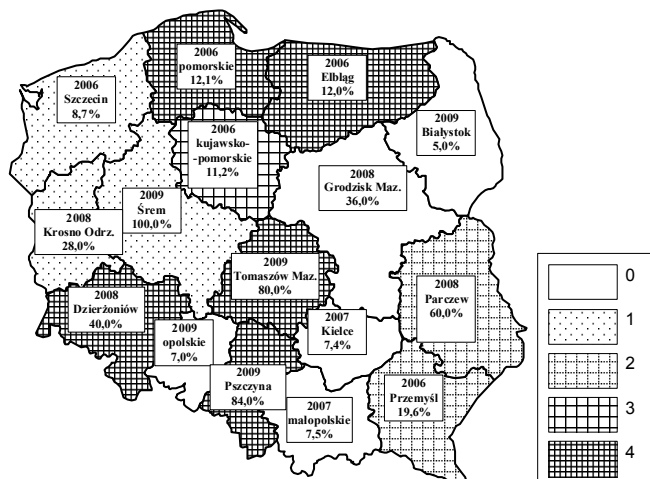 2006
pomorskie
12,1%
2006
Elbląg
12,0%
2006
Szczecin
8,7%
2009
Białystok
5,0%
2006
kujawsko-
-pomorskie
11,2%
2008
Grodzisk Maz.
36,0%
2009
Śrem
100,0%
2008
Krosno Odrz.
28,0%
2009
Tomaszów Maz.
80,0%
2008
Parczew
60,0%
2008
Dzierżoniów
40,0%
2007
Kielce
7,4%
2009
opolskie
7,0%
2009
Pszczyna
84,0%
2006
Przemyśl
19,6%
2007
małopolskie
7,5%
0
1
2
3
4